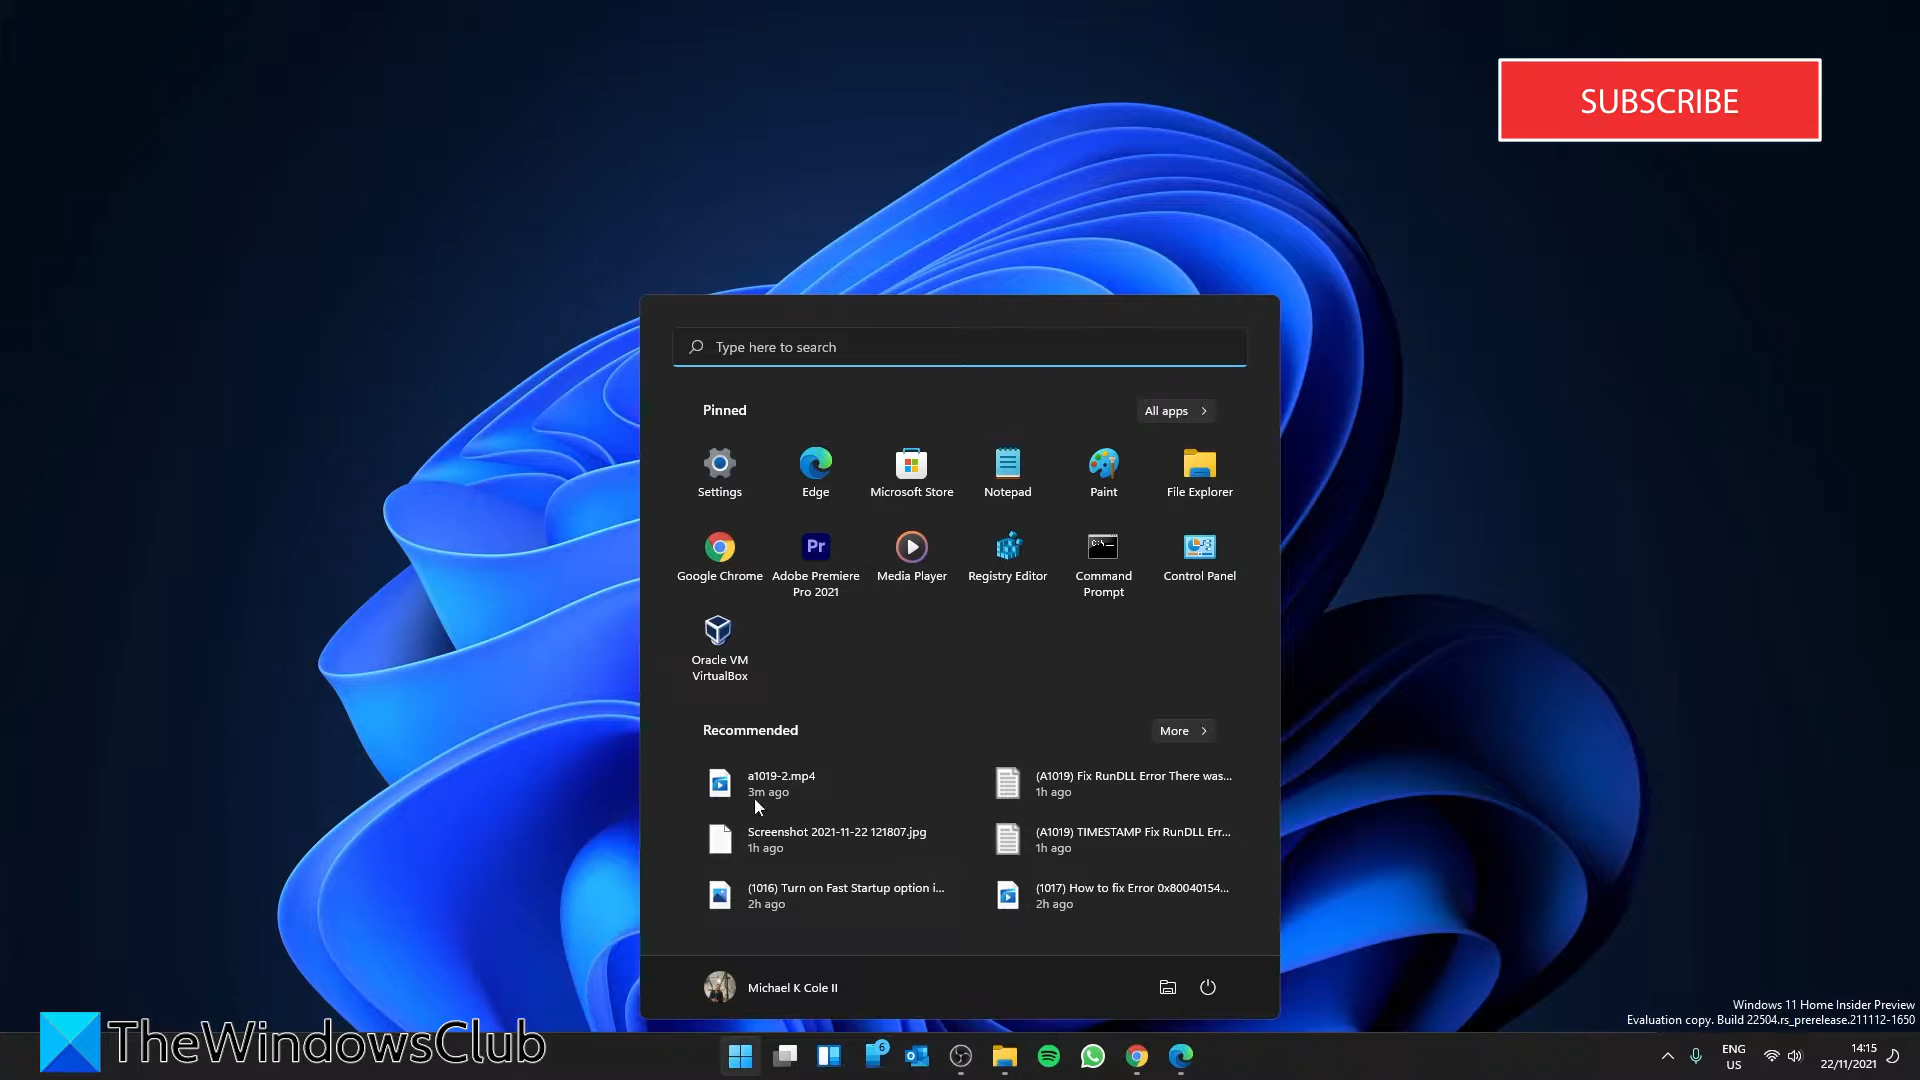 SUBSCRIBE
Type here to search
Pinned
All apps
Settings
Edge
Microsoft Store
Notepad
Paint
File Explorer
Google Chrome
Pr
Adobe Premiere
Pro 2021
Media Player
Registry Editor
C:\_
Command
Prompt
Control Panel
Oracle VM
VirtualBox
Recommended
More
a1019-2.mp4
3m ago
(A1019) Fix RunDLL Error There was...
1h ago
Screenshot 2021-11-22 121807.jpg
1h ago
(A1019) TIMESTAMP Fix RunDLL Err...
1h ago
(1016) Turn on Fast Startup option i...
2h ago
(1017) How to fix Error 0x80040154...
2h ago
Michael K Cole II
Windows 11 Home Insider Preview
Evaluation copy. Build 22504.rs_prerelease.211112-1650
TheWindowsClub
6
ENG
US
14:15
22/11/2021